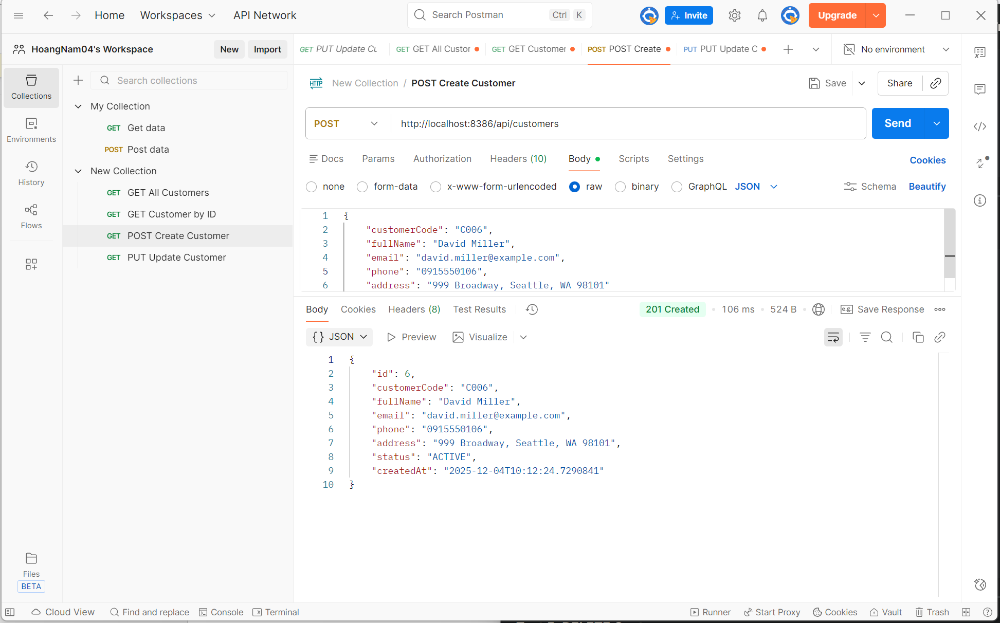 Home Workspaces API Network Search Postman Ctrl K Invite Upgrade
HoangNam04's Workspace New Import
GET PUT Update Cu GET GET All Custor GET GET Customer POST POST Create PUT PUT Update C No environment
Collections
Environments
History
Flows
Files
BETA
Search collections
My Collection
GET Get data
POST Post data
New Collection
GET GET All Customers
GET GET Customer by ID
GET POST Create Customer
GET PUT Update Customer
HTTP New Collection / POST Create Customer Save Share
POST http://localhost:8386/api/customers Send
Docs Params Authorization Headers (10) Body Scripts Settings Cookies
none form-data x-www-form-urlencoded raw binary GraphQL JSON Schema Beautify
1 {
2 "customerCode": "C006",
3 "fullName": "David Miller",
4 "email": "david.miller@example.com",
5 "phone": "0915550106",
6 "address": "999 Broadway, Seattle, WA 98101"
Body Cookies Headers (8) Test Results 201 Created 106 ms 524 B e.g. Save Response
{} JSON Preview Visualize
1 {
2 "id": 6,
3 "customerCode": "C006",
4 "fullName": "David Miller",
5 "email": "david.miller@example.com",
6 "phone": "0915550106",
7 "address": "999 Broadway, Seattle, WA 98101",
8 "status": "ACTIVE",
9 "createdAt": "2025-12-04T10:12:24.7290841"
10 }
Cloud View Find and replace Console Terminal Runner Start Proxy Cookies Vault Trash